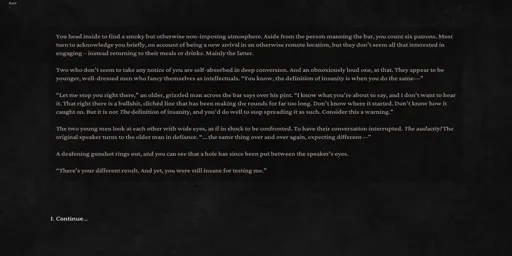 You head inside to find a smoky but otherwise non-imposing atmosphere. Aside from the person manning the bar, you count six patrons. Most
turn to acknowledge you briefly, on account of being a new arrival in an otherwise remote location, but they don't seem all that interested in
engaging – instead returning to their meals or drinks. Mainly the latter.
Two who don't seem to take any notice of you are self-absorbed in deep conversation. And an obnoxiously loud one, at that. They appear to be
younger, well-dressed men who fancy themselves as intellectuals. "You know, the definition of insanity is when you do the same—"
"Let me stop you right there," an older, grizzled man across the bar says over his pint. "I know what you're about to say, and I don't want to hear
it. That right there is a bullshit, clichéd line that has been making the rounds for far too long. Don't know where it started. Don't know how it
caught on. But it is not The definition of insanity, and you'd do well to stop spreading it as such. Consider this a warning."
The two young men look at each other with wide eyes, as if in shock to be confronted. To have their conversation interrupted. The audacity! The
original speaker turns to the older man in defiance. "... the same thing over and over again, expecting different—"
A deafening gunshot rings out, and you can see that a hole has since been put between the speaker's eyes.
"There's your different result. And yet, you were still insane for testing me."
1. Continue...